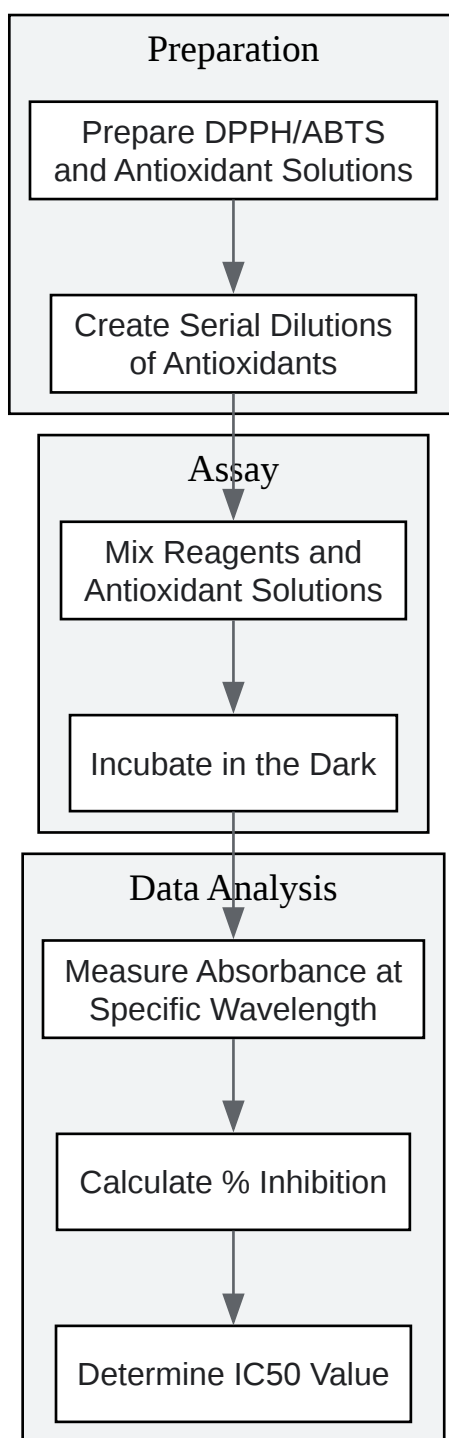 Preparation
Prepare DPPH/ABTS
and Antioxidant Solutions
Create Serial Dilutions
of Antioxidants
Assay
Mix Reagents and
Antioxidant Solutions
Incubate in the Dark
Data Analysis
Measure Absorbance at
Specific Wavelength
Calculate % Inhibition
Determine IC50 Value